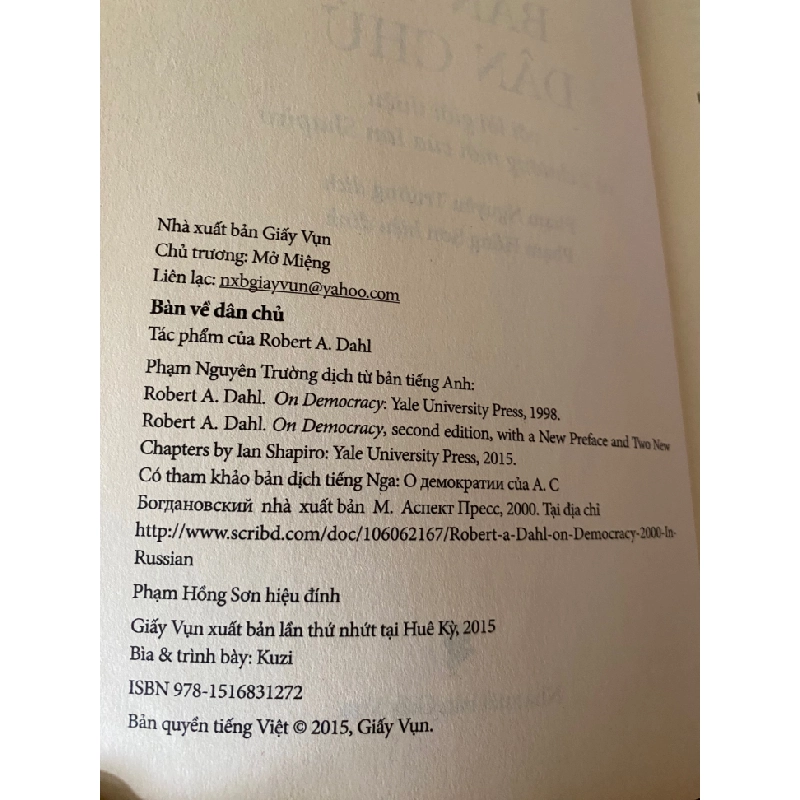 Nhà xuất bản Giấy Vụn
Chủ trương: Mở Miệng
Liên lạc: nxbgiayvun@yahoo.com
Bàn về dân chủ
Tác phẩm của Robert A. Dahl
Phạm Nguyên Trường dịch từ bản tiếng Anh:
Robert A. Dahl. On Democracy: Yale University Press, 1998.
Robert A. Dahl. On Democracy, second edition, with a New Preface and Two New
Chapters by Ian Shapiro: Yale University Press, 2015.
Có tham khảo bản dịch tiếng Nga: О демократии của A. C
Богдановский nhà xuất bản М. Аспект Пресс, 2000. Tại địa chỉ
http://www.scribd.com/doc/106062167/Robert-a-Dahl-on-Democracy-2000-In-
Russian
Phạm Hồng Sơn hiệu đính
Giấy Vụn xuất bản lần thứ nhứt tại Huê Kỳ, 2015
Bìa & trình bày: Kuzi
ISBN 978-1516831272
Bản quyền tiếng Việt © 2015, Giấy Vụn.